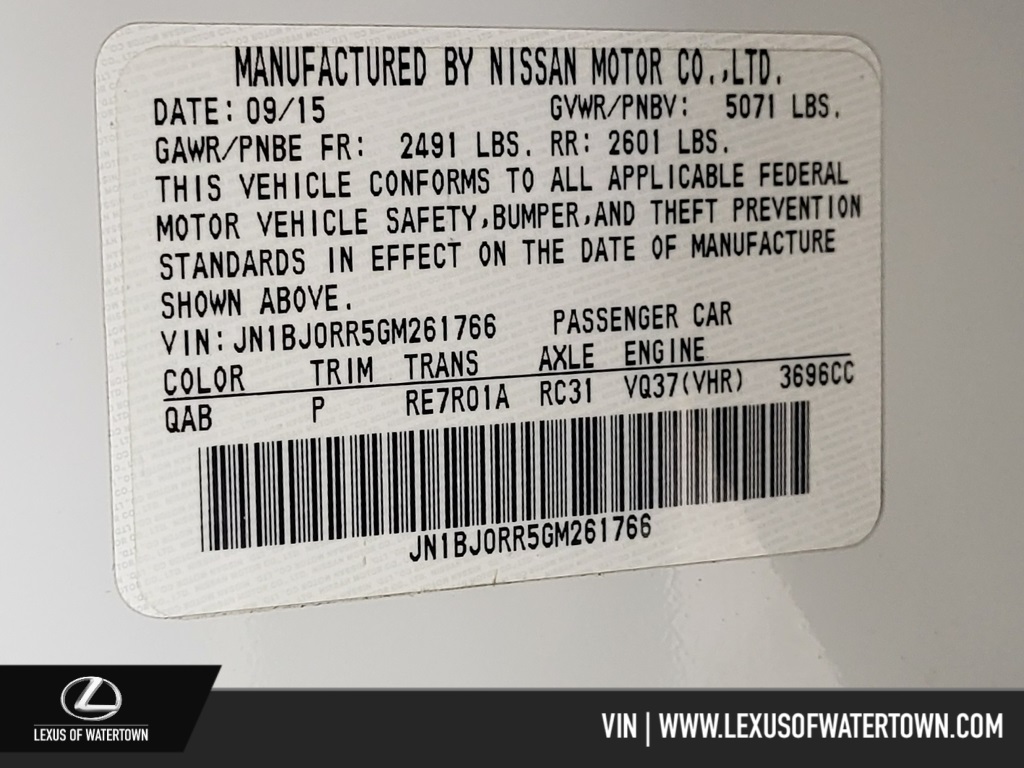 MANUFACTURED BY NISSAN MOTOR CO.,LTD.
DATE: 09/15 GVWR/PNBV: 5071 LBS.
GAWR/PNBE FR: 2491 LBS. RR: 2601 LBS.
THIS VEHICLE CONFORMS TO ALL APPLICABLE FEDERAL
MOTOR VEHICLE SAFETY,BUMPER,AND THEFT PREVENTION
STANDARDS IN EFFECT ON THE DATE OF MANUFACTURE
SHOWN ABOVE.
VIN:JN1BJ0RR5GM261766 PASSENGER CAR
COLOR TRIM TRANS AXLE ENGINE
QAB P RE7R01A RC31 VQ37(VHR) 3696CC
JN1BJ0RR5GM261766
LEXUS OF WATERTOWN
VIN | WWW.LEXUSOFWATERTOWN.COM